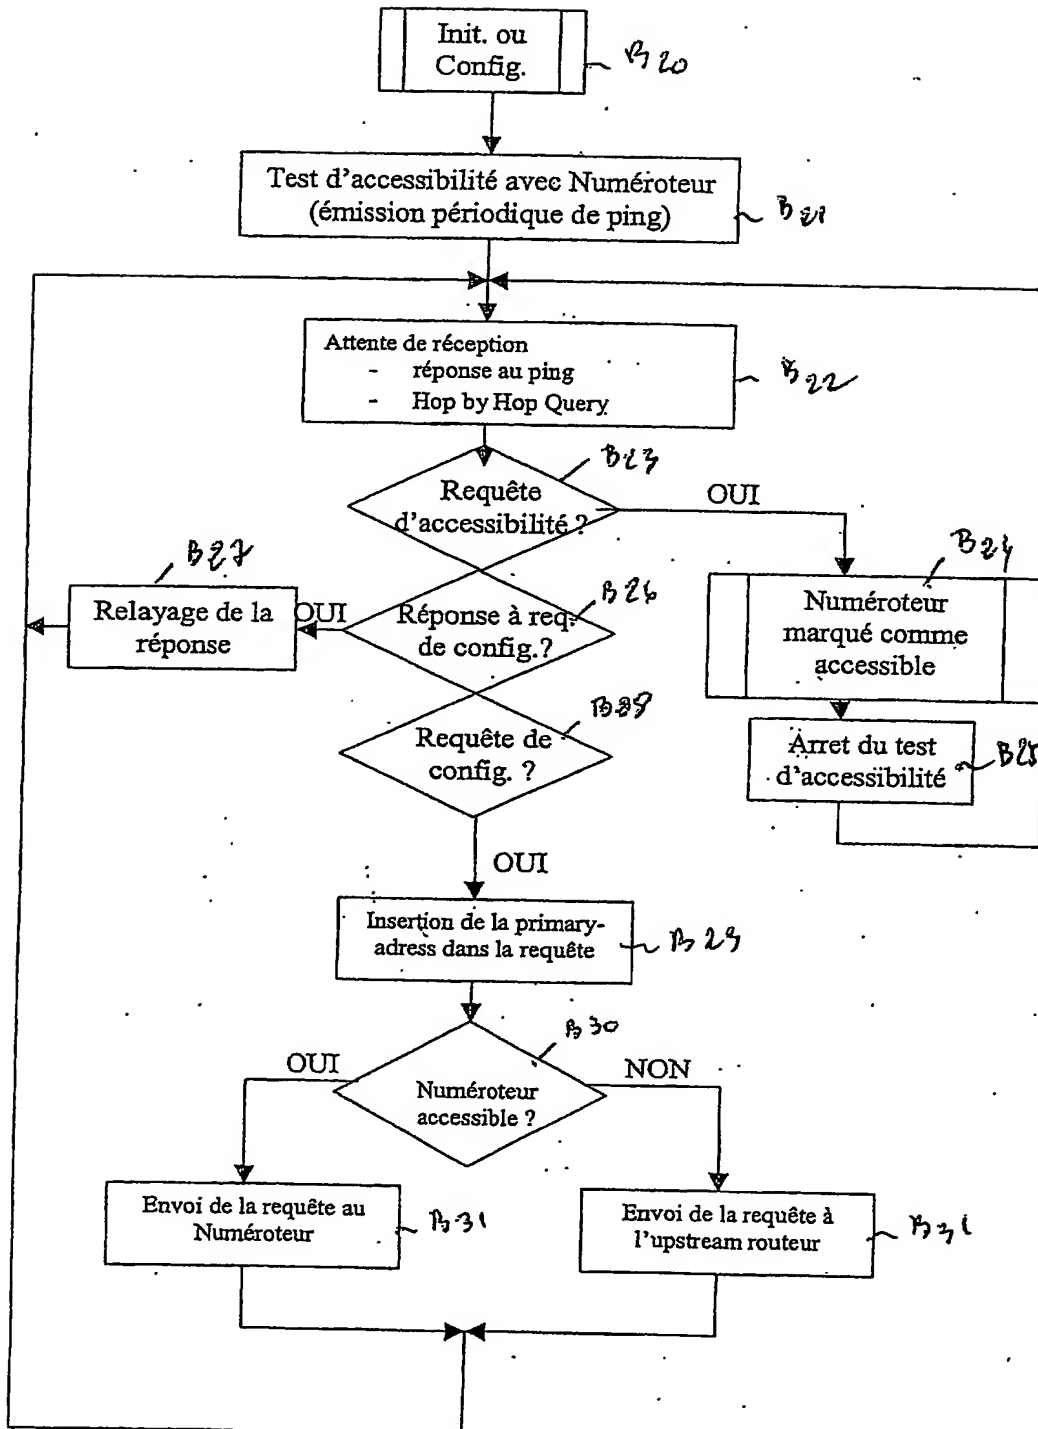 Init. ou
Config.
B20
Test d'accessibilité avec Numéroteur
(émission périodique de ping)
B21
Attente de réception
- réponse au ping
- Hop by Hop Query
B22
B23
Requête
d'accessibilité ?
OUI
B27
B24
Relayage de la
réponse
OUI
Réponse à req.
de config.?
B26
Numéroteur
marqué comme
accessible
B28
Requête de
config. ?
Arret du test
d'accessibilité
B25
OUI
Insertion de la primary-
adress dans la requête
B29
B30
OUI
Numéroteur
accessible ?
NON
Envoi de la requête au
Numéroteur
B31
Envoi de la requête à
l'upstream routeur
B31